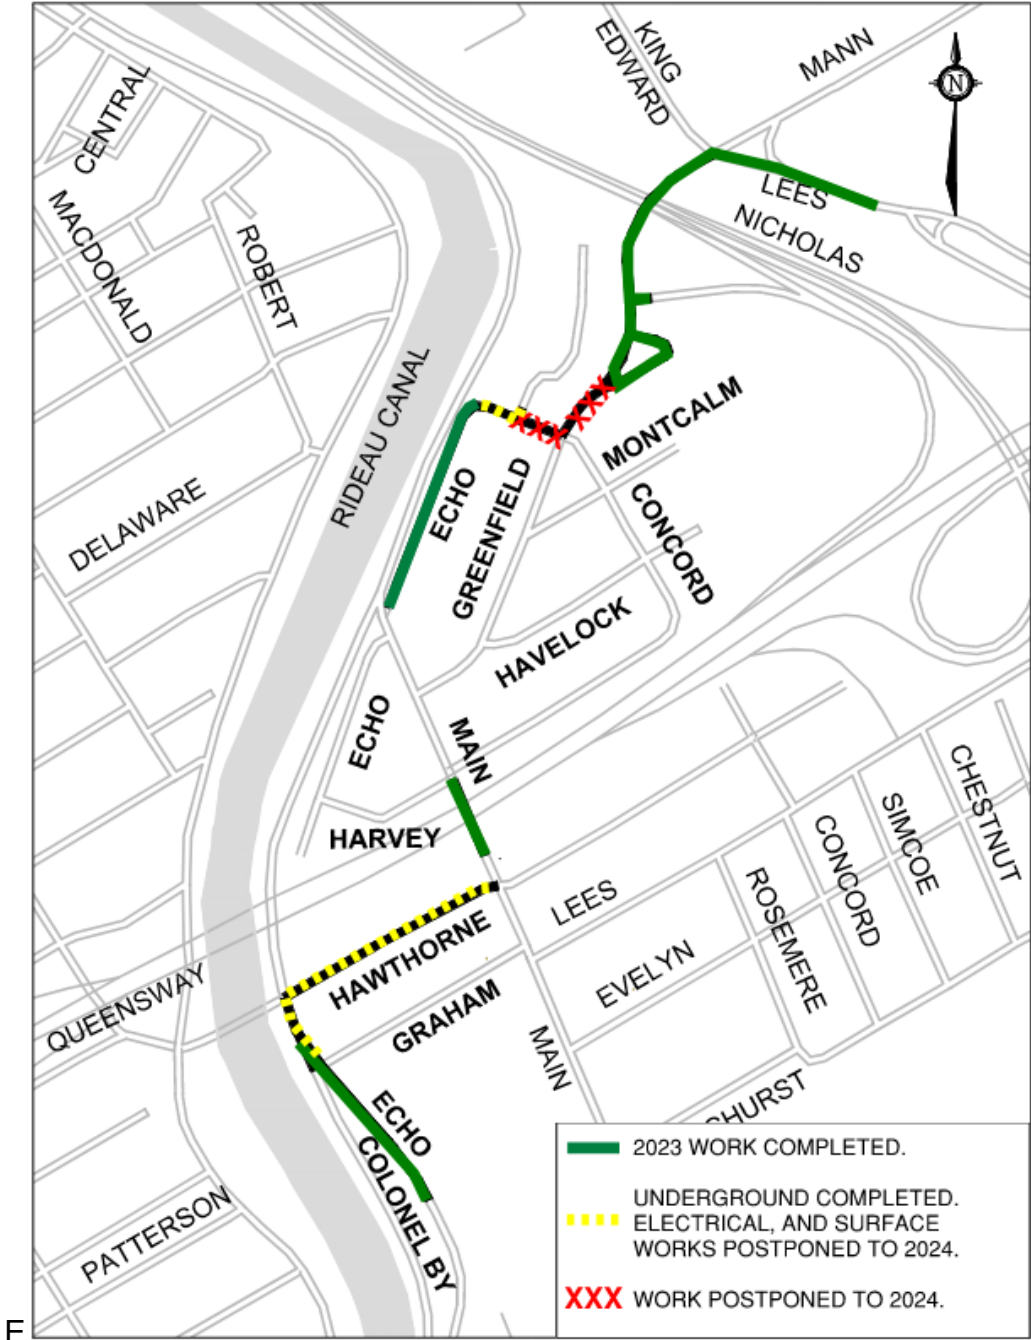 KING
EDWARD
MANN
N
CENTRAL
LEES
NICHOLAS
MACDONALD
ROBERT
RIDEAU CANAL
MONTCALM
ECHO
GREENFIELD
CONCORD
DELAWARE
HAVELOCK
ECHO
MAIN
HARVEY
CHESTNUT
SIMCOE
CONCORD
ROSEMERE
LEES
HAWTHORNE
EVELYN
QUEENSWAY
GRAHAM
MAIN
HURST
ECHO
COLONEL BY
PATTERSON
2023 WORK COMPLETED.
UNDERGROUND COMPLETED.
ELECTRICAL, AND SURFACE
WORKS POSTPONED TO 2024.
XXX WORK POSTPONED TO 2024.
F